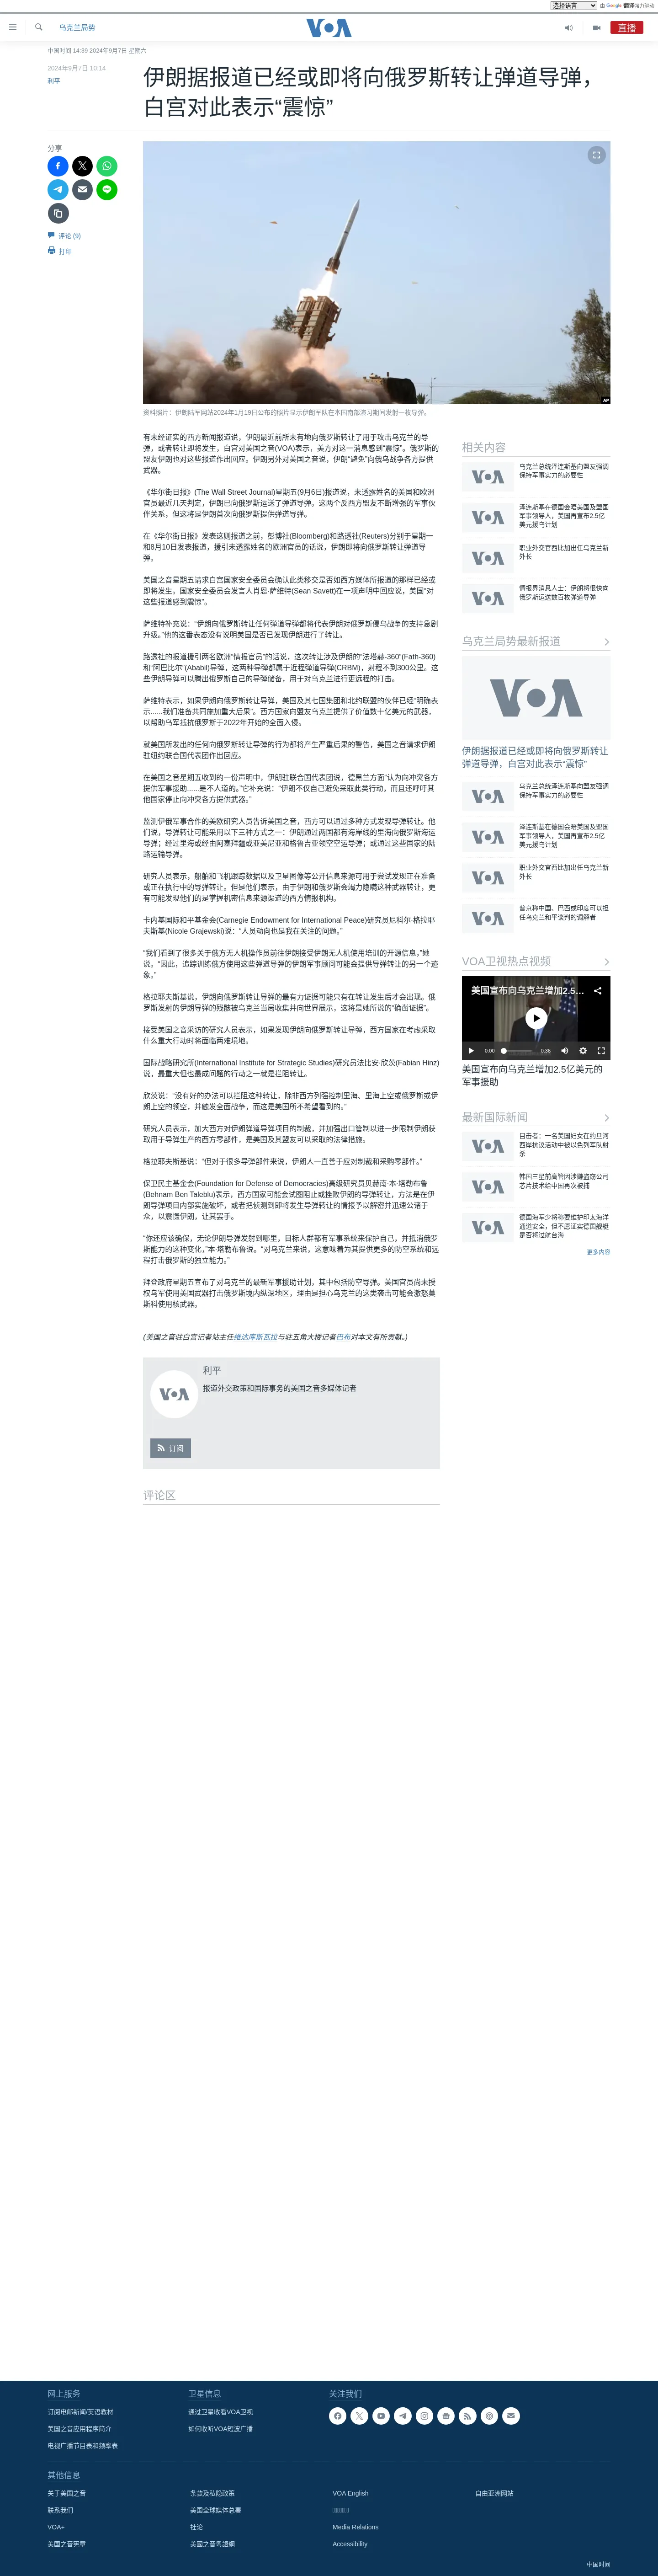 选择语言 由 Google 翻译强力驱动
乌克兰局势
VOA
直播
中国时间 14:39 2024年9月7日 星期六
2024年9月7日 10:14
利平
伊朗据报道已经或即将向俄罗斯转让弹道导弹，
白宫对此表示“震惊”
分享
评论 (9)
打印
AP
资料照片：伊朗陆军网站2024年1月19日公布的照片显示伊朗军队在本国南部演习期间发射一枚导弹。
有未经证实的西方新闻报道说，伊朗最近前所未有地向俄罗斯转让了用于攻击乌克兰的导
弹，或者转让即将发生，白宫对美国之音(VOA)表示，美方对这一消息感到“震惊”。俄罗斯的
盟友伊朗也对这些报道作出回应。伊朗另外对美国之音说，伊朗“避免”向俄乌战争各方提供
武器。
《华尔街日报》(The Wall Street Journal)星期五(9月6日)报道说，未透露姓名的美国和欧洲
官员最近几天判定，伊朗已向俄罗斯运送了弹道导弹。这两个反西方盟友不断增强的军事伙
伴关系，但这将是伊朗首次向俄罗斯提供弹道导弹。
在《华尔街日报》发表这则报道之前，彭博社(Bloomberg)和路透社(Reuters)分别于星期一
和8月10日发表报道，援引未透露姓名的欧洲官员的话说，伊朗即将向俄罗斯转让弹道导
弹。
美国之音星期五请求白宫国家安全委员会确认此类移交是否如西方媒体所报道的那样已经或
即将发生。国家安全委员会发言人肖恩·萨维特(Sean Savett)在一项声明中回应说，美国“对
这些报道感到震惊”。
萨维特补充说：“伊朗向俄罗斯转让任何弹道导弹都将代表伊朗对俄罗斯侵乌战争的支持急剧
升级。”他的这番表态没有说明美国是否已发现伊朗进行了转让。
路透社的报道援引两名欧洲“情报官员”的话说，这次转让涉及伊朗的“法塔赫-360”(Fath-360)
和“阿巴比尔”(Ababil)导弹，这两种导弹都属于近程弹道导弹(CRBM)，射程不到300公里。这
些伊朗导弹可以腾出俄罗斯自己的导弹储备，用于对乌克兰进行更远程的打击。
萨维特表示，如果伊朗向俄罗斯转让导弹，美国及其七国集团和北约联盟的伙伴已经“明确表
示......我们准备共同施加重大后果”。西方国家向盟友乌克兰提供了价值数十亿美元的武器，
以帮助乌军抵抗俄罗斯于2022年开始的全面入侵。
就美国所发出的任何向俄罗斯转让导弹的行为都将产生严重后果的警告，美国之音请求伊朗
驻纽约联合国代表团作出回应。
在美国之音星期五收到的一份声明中，伊朗驻联合国代表团说，德黑兰方面“认为向冲突各方
提供军事援助......是不人道的。”它补充说：“伊朗不仅自己避免采取此类行动，而且还呼吁其
他国家停止向冲突各方提供武器。”
监测伊俄军事合作的美欧研究人员告诉美国之音，西方可以通过多种方式发现导弹转让。他
们说，导弹转让可能采用以下三种方式之一：伊朗通过两国都有海岸线的里海向俄罗斯海运
导弹；经过里海或经由阿塞拜疆或亚美尼亚和格鲁吉亚领空空运导弹；或通过这些国家的陆
路运输导弹。
研究人员表示，船舶和飞机跟踪数据以及卫星图像等公开信息来源可用于尝试发现正在准备
或正在执行中的导弹转让。但是他们表示，由于伊朗和俄罗斯会竭力隐瞒这种武器转让，更
有可能发现他们的是掌握机密信息来源渠道的西方情报机构。
卡内基国际和平基金会(Carnegie Endowment for International Peace)研究员尼科尔·格拉耶
夫斯基(Nicole Grajewski)说：“人员动向也是我在关注的问题。”
“我们看到了很多关于俄方无人机操作员前往伊朗接受伊朗无人机使用培训的开源信息，”她
说。“因此，追踪训练俄方使用这些弹道导弹的伊朗军事顾问可能会提供导弹转让的另一个迹
象。”
格拉耶夫斯基说，伊朗向俄罗斯转让导弹的最有力证据可能只有在转让发生后才会出现。俄
罗斯发射的伊朗导弹的残骸被乌克兰当局收集并向世界展示，这将是她所说的“确凿证据”。
接受美国之音采访的研究人员表示，如果发现伊朗向俄罗斯转让导弹，西方国家在考虑采取
什么重大行动时将面临两难境地。
国际战略研究所(International Institute for Strategic Studies)研究员法比安·欣茨(Fabian Hinz)
说，最重大但也最成问题的行动之一就是拦阻转让。
欣茨说：“没有好的办法可以拦阻这种转让，除非西方列强控制里海、里海上空或俄罗斯或伊
朗上空的领空，并触发全面战争，而这是美国所不希望看到的。”
研究人员表示，加大西方对伊朗弹道导弹项目的制裁，并加强出口管制以进一步限制伊朗获
取用于导弹生产的西方零部件，是美国及其盟友可以采取的法律措施。
格拉耶夫斯基说：“但对于很多导弹部件来说，伊朗人一直善于应对制裁和采购零部件。”
保卫民主基金会(Foundation for Defense of Democracies)高级研究员贝赫南·本·塔勒布鲁
(Behnam Ben Taleblu)表示，西方国家可能会试图阻止或挫败伊朗的导弹转让，方法是在伊
朗导弹项目内部实施破坏，或者把侦测到即将发生导弹转让的情报予以解密并迅速公诸于
众，以震慑伊朗，让其罢手。
“你还应该确保，无论伊朗导弹发射到哪里，目标人群都有军事系统来保护自己，并抵消俄罗
斯能力的这种变化，”本·塔勒布鲁说。“对乌克兰来说，这意味着为其提供更多的防空系统和远
程打击俄罗斯的独立能力。”
拜登政府星期五宣布了对乌克兰的最新军事援助计划，其中包括防空导弹。美国官员尚未授
权乌军使用美国武器打击俄罗斯境内纵深地区，理由是担心乌克兰的这类袭击可能会激怒莫
斯科使用核武器。
(美国之音驻白宫记者站主任维达库斯瓦拉与驻五角大楼记者巴布对本文有所贡献。)
利平
报道外交政策和国际事务的美国之音多媒体记者
订阅
评论区
相关内容
乌克兰总统泽连斯基向盟友强调
保持军事实力的必要性
泽连斯基在德国会晤美国及盟国
军事领导人，美国再宣布2.5亿
美元援乌计划
职业外交官西比加出任乌克兰新
外长
情报界消息人士：伊朗将很快向
俄罗斯运送数百枚弹道导弹
乌克兰局势最新报道
伊朗据报道已经或即将向俄罗斯转让
弹道导弹，白宫对此表示“震惊”
乌克兰总统泽连斯基向盟友强调
保持军事实力的必要性
泽连斯基在德国会晤美国及盟国
军事领导人，美国再宣布2.5亿
美元援乌计划
职业外交官西比加出任乌克兰新
外长
普京称中国、巴西或印度可以担
任乌克兰和平谈判的调解者
VOA卫视热点视频
美国宣布向乌克兰增加2.5...
0:00 0:36
美国宣布向乌克兰增加2.5亿美元的
军事援助
最新国际新闻
目击者：一名美国妇女在约旦河
西岸抗议活动中被以色列军队射
杀
韩国三星前高管因涉嫌盗窃公司
芯片技术给中国再次被捕
德国海军少将称要维护印太海洋
通道安全，但不愿证实德国舰艇
是否将过航台海
更多内容
网上服务
订阅电邮新闻/英语教材
美国之音应用程序简介
电视广播节目表和频率表
卫星信息
通过卫星收看VOA卫视
如何收听VOA短波广播
关注我们
其他信息
关于美国之音
联系我们
VOA+
美国之音宪章
条款及私隐政策
美国全球媒体总署
社论
美國之音粵語網
VOA English
Media Relations
Accessibility
自由亚洲网站
中国时间